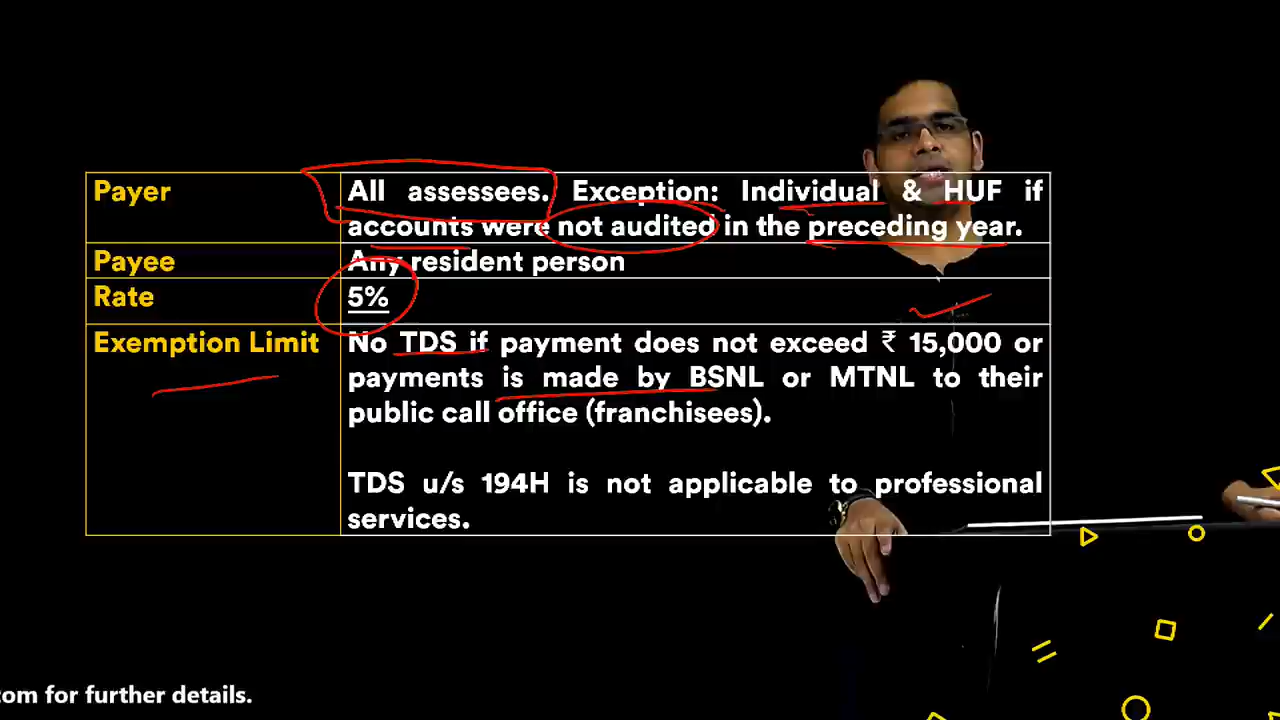 Payer
All assessees. Exception: Individual & HUF if
accounts were not audited in the preceding year.
Payee
Any resident person
Rate
5%
Exemption Limit
No TDS if payment does not exceed ₹ 15,000 or
payments is made by BSNL or MTNL to their
public call office (franchisees).
TDS u/s 194H is not applicable to professional
services.
com for further details.